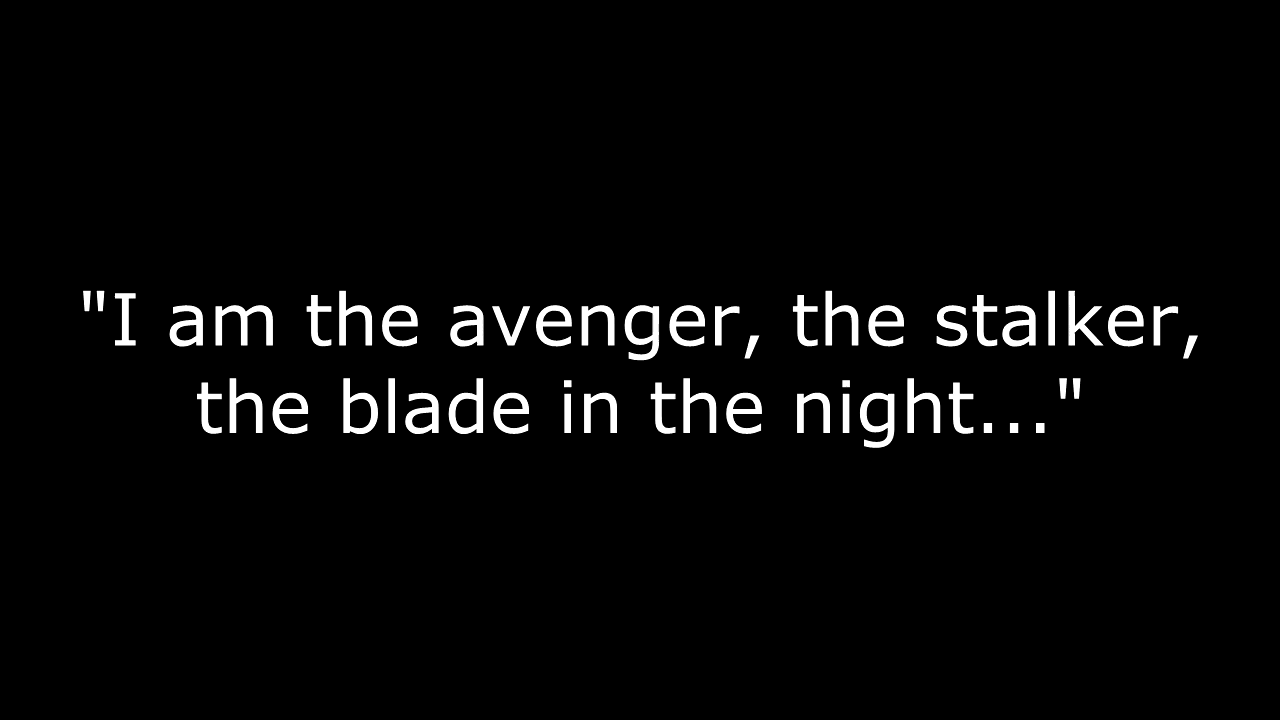 "I am the avenger, the stalker,
the blade in the night..."